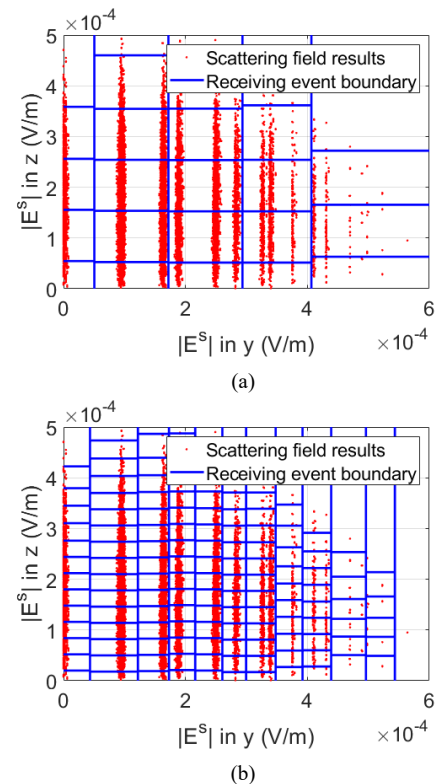 ×10⁻⁴
5
4
3
2
1
0
|Eˢ| in z (V/m)
Scattering field results
Receiving event boundary
0 2 4 6
×10⁻⁴
|Eˢ| in y (V/m)
(a)
×10⁻⁴
5
4
3
2
1
0
|Eˢ| in z (V/m)
Scattering field results
Receiving event boundary
0 2 4 6
×10⁻⁴
|Eˢ| in y (V/m)
(b)